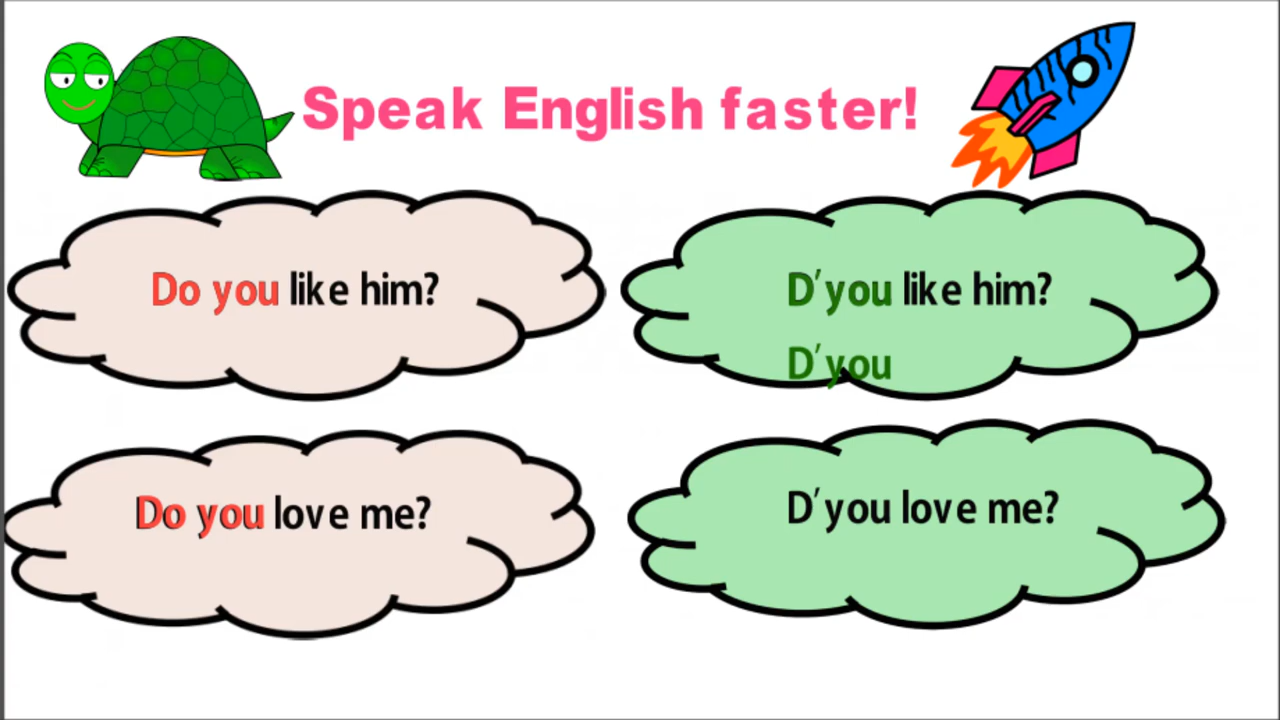 Speak English faster!
Do you like him?
D'you like him?
D'you
Do you love me?
D'you love me?